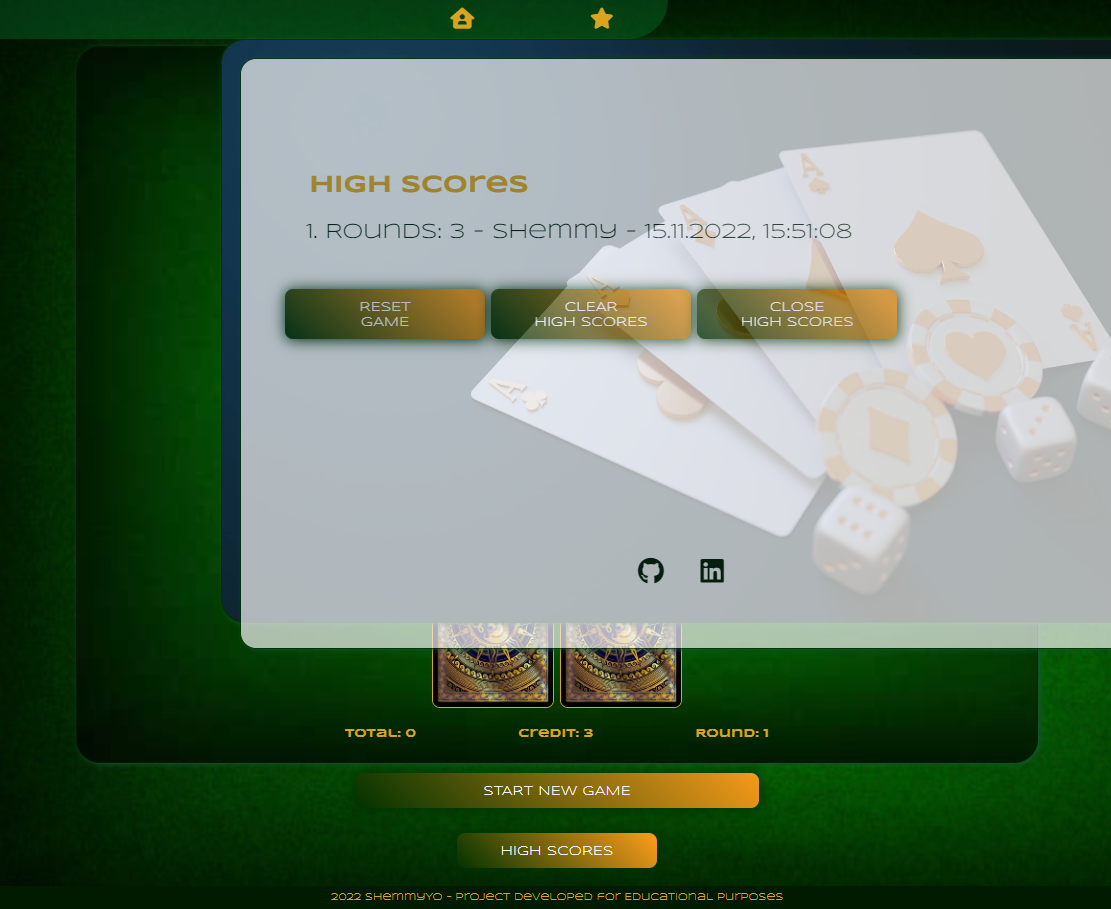 High Scores
1. Rounds: 3 - Shemmy - 15.11.2022, 15:51:08
RESET
GAME
CLEAR
HIGH SCORES
CLOSE
HIGH SCORES
A
A
A
A
A
in
Total: 0
Credit: 3
Round: 1
START NEW GAME
HIGH SCORES
2022 ShemmyYo - Project Developed for Educational Purposes